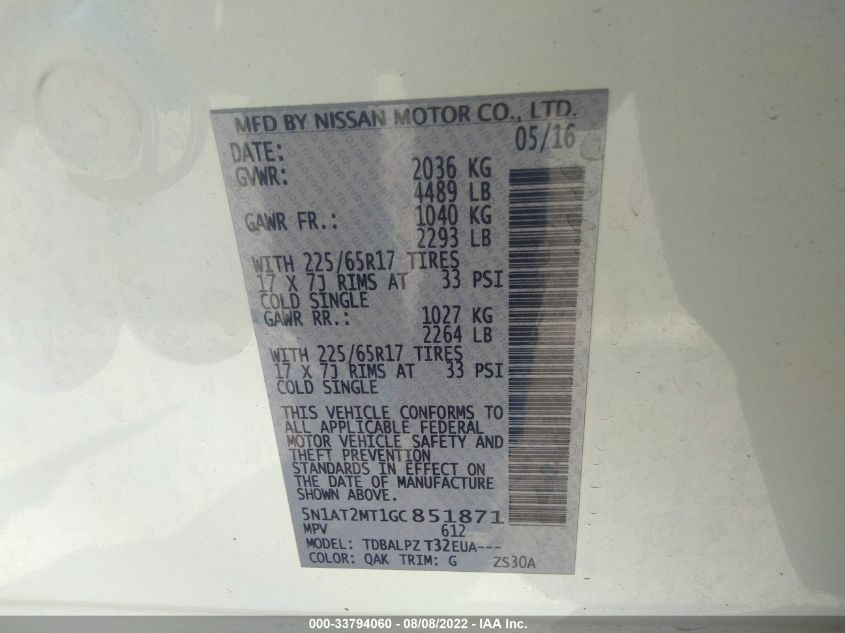 MFD BY NISSAN MOTOR CO., LTD.
DATE: 05/16
GVWR: 2036 KG
4489 LB
GAWR FR.: 1040 KG
2293 LB
WITH 225/65R17 TIRES
17 X 7J RIMS AT 33 PSI
COLD SINGLE
GAWR RR.: 1027 KG
2264 LB
WITH 225/65R17 TIRES
17 X 7J RIMS AT 33 PSI
COLD SINGLE
THIS VEHICLE CONFORMS TO
ALL APPLICABLE FEDERAL
MOTOR VEHICLE SAFETY AND
THEFT PREVENTION
STANDARDS IN EFFECT ON
THE DATE OF MANUFACTURE
SHOWN ABOVE.
5N1AT2MT1GC851871
MPV 612
MODEL: TDBALPZ T32EUA---
COLOR: QAK TRIM: G ZS30A
000-33794060 - 08/08/2022 - IAA Inc.